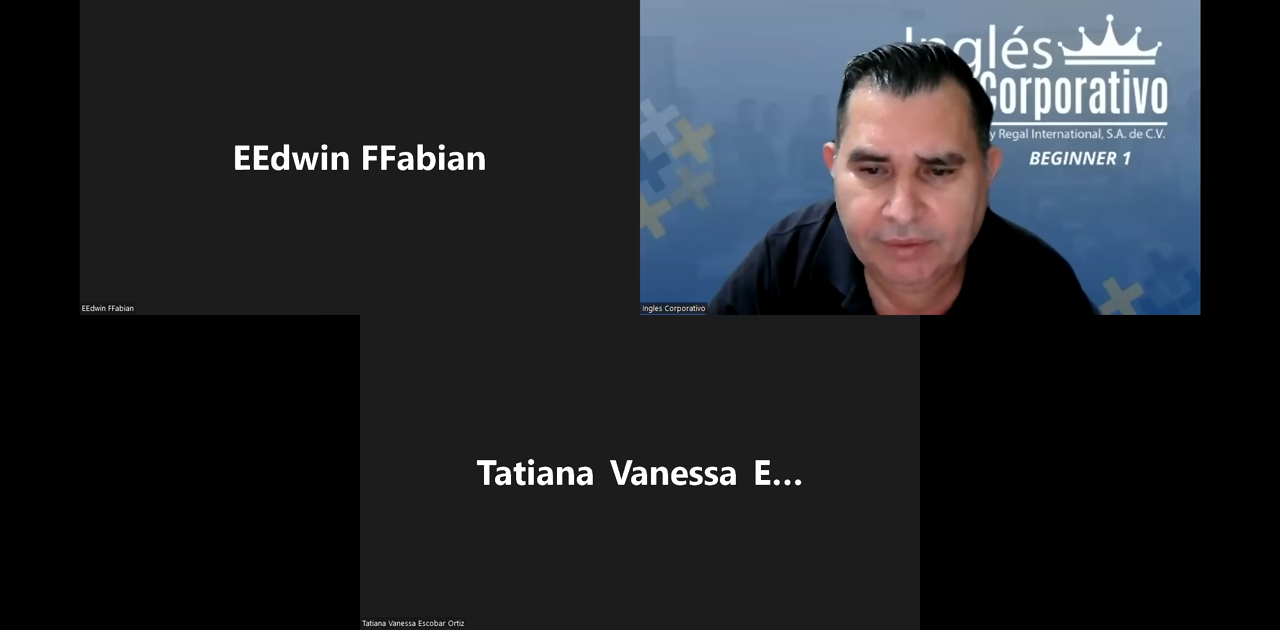 EEdwin FFabian
EEdwin FFabian
Inglés
Corporativo
y Regal International, S.A. de C.V.
BEGINNER 1
Ingles Corporativo
Tatiana Vanessa E...
Tatiana Vanessa Escobar Ortiz